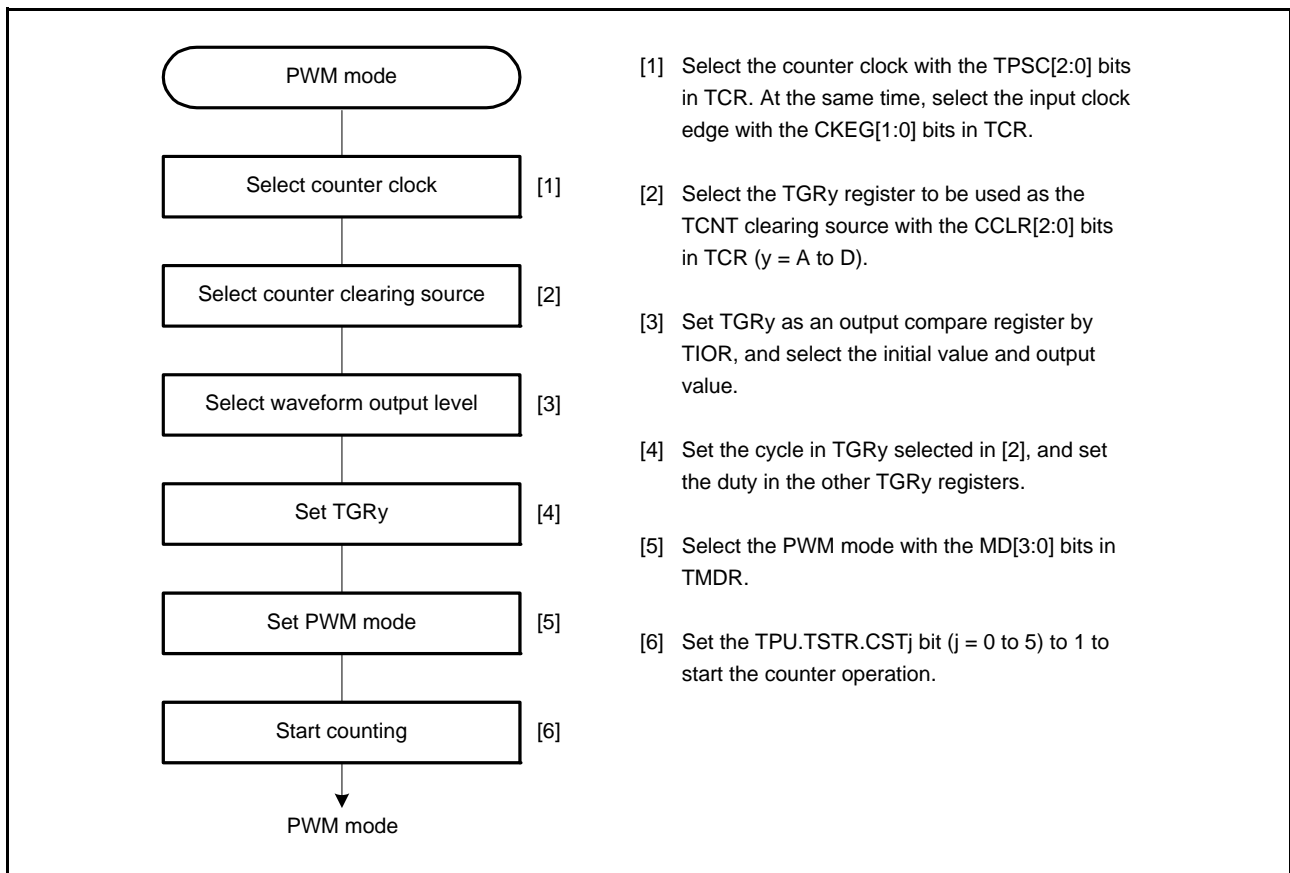 PWM mode
Select counter clock [1]
Select counter clearing source [2]
Select waveform output level [3]
Set TGRy [4]
Set PWM mode [5]
Start counting [6]
PWM mode
[1] Select the counter clock with the TPSC[2:0] bits
in TCR. At the same time, select the input clock
edge with the CKEG[1:0] bits in TCR.
[2] Select the TGRy register to be used as the
TCNT clearing source with the CCLR[2:0] bits
in TCR (y = A to D).
[3] Set TGRy as an output compare register by
TIOR, and select the initial value and output
value.
[4] Set the cycle in TGRy selected in [2], and set
the duty in the other TGRy registers.
[5] Select the PWM mode with the MD[3:0] bits in
TMDR.
[6] Set the TPU.TSTR.CSTj bit (j = 0 to 5) to 1 to
start the counter operation.